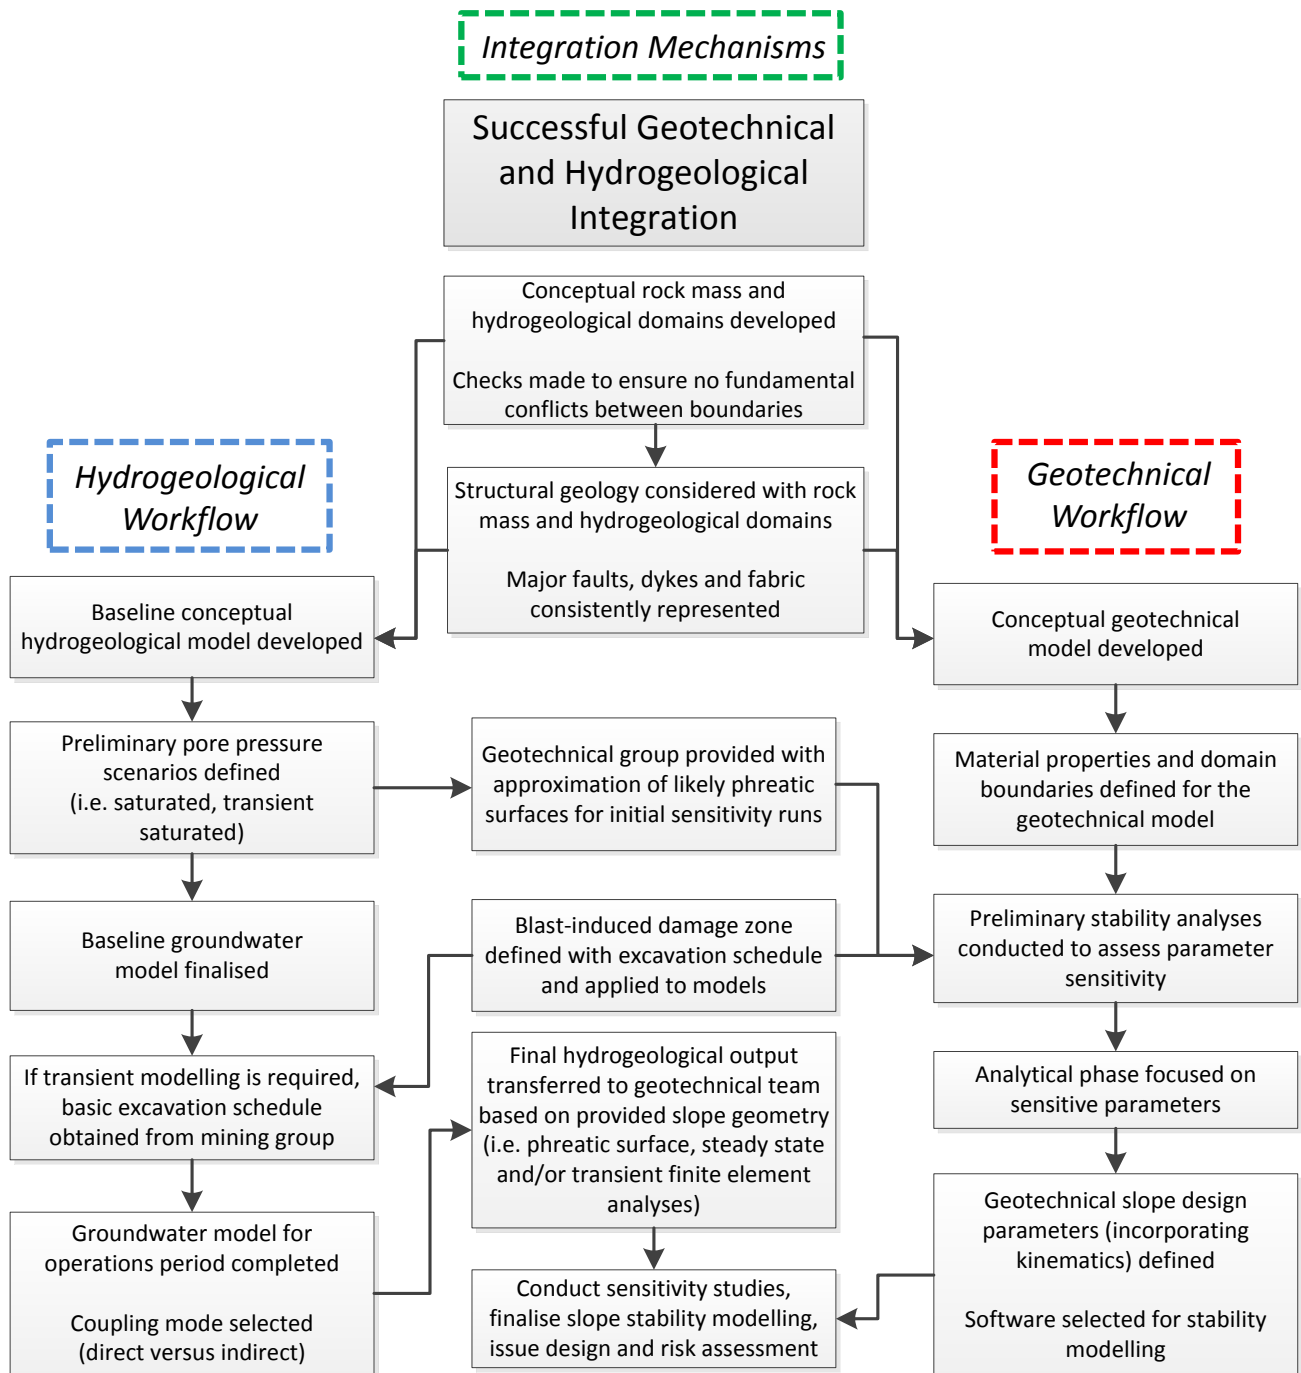 Integration Mechanisms
Successful Geotechnical
and Hydrogeological
Integration
Conceptual rock mass and
hydrogeological domains developed
Checks made to ensure no fundamental
conflicts between boundaries
Hydrogeological
Workflow
Structural geology considered with rock
mass and hydrogeological domains
Major faults, dykes and fabric
consistently represented
Geotechnical
Workflow
Baseline conceptual
hydrogeological model developed
Conceptual geotechnical
model developed
Preliminary pore pressure
scenarios defined
(i.e. saturated, transient
saturated)
Geotechnical group provided with
approximation of likely phreatic
surfaces for initial sensitivity runs
Material properties and domain
boundaries defined for the
geotechnical model
Baseline groundwater
model finalised
Blast-induced damage zone
defined with excavation schedule
and applied to models
Preliminary stability analyses
conducted to assess parameter
sensitivity
If transient modelling is required,
basic excavation schedule
obtained from mining group
Final hydrogeological output
transferred to geotechnical team
based on provided slope geometry
(i.e. phreatic surface, steady state
and/or transient finite element
analyses)
Analytical phase focused on
sensitive parameters
Groundwater model for
operations period completed
Coupling mode selected
(direct versus indirect)
Conduct sensitivity studies,
finalise slope stability modelling,
issue design and risk assessment
Geotechnical slope design
parameters (incorporating
kinematics) defined
Software selected for stability
modelling